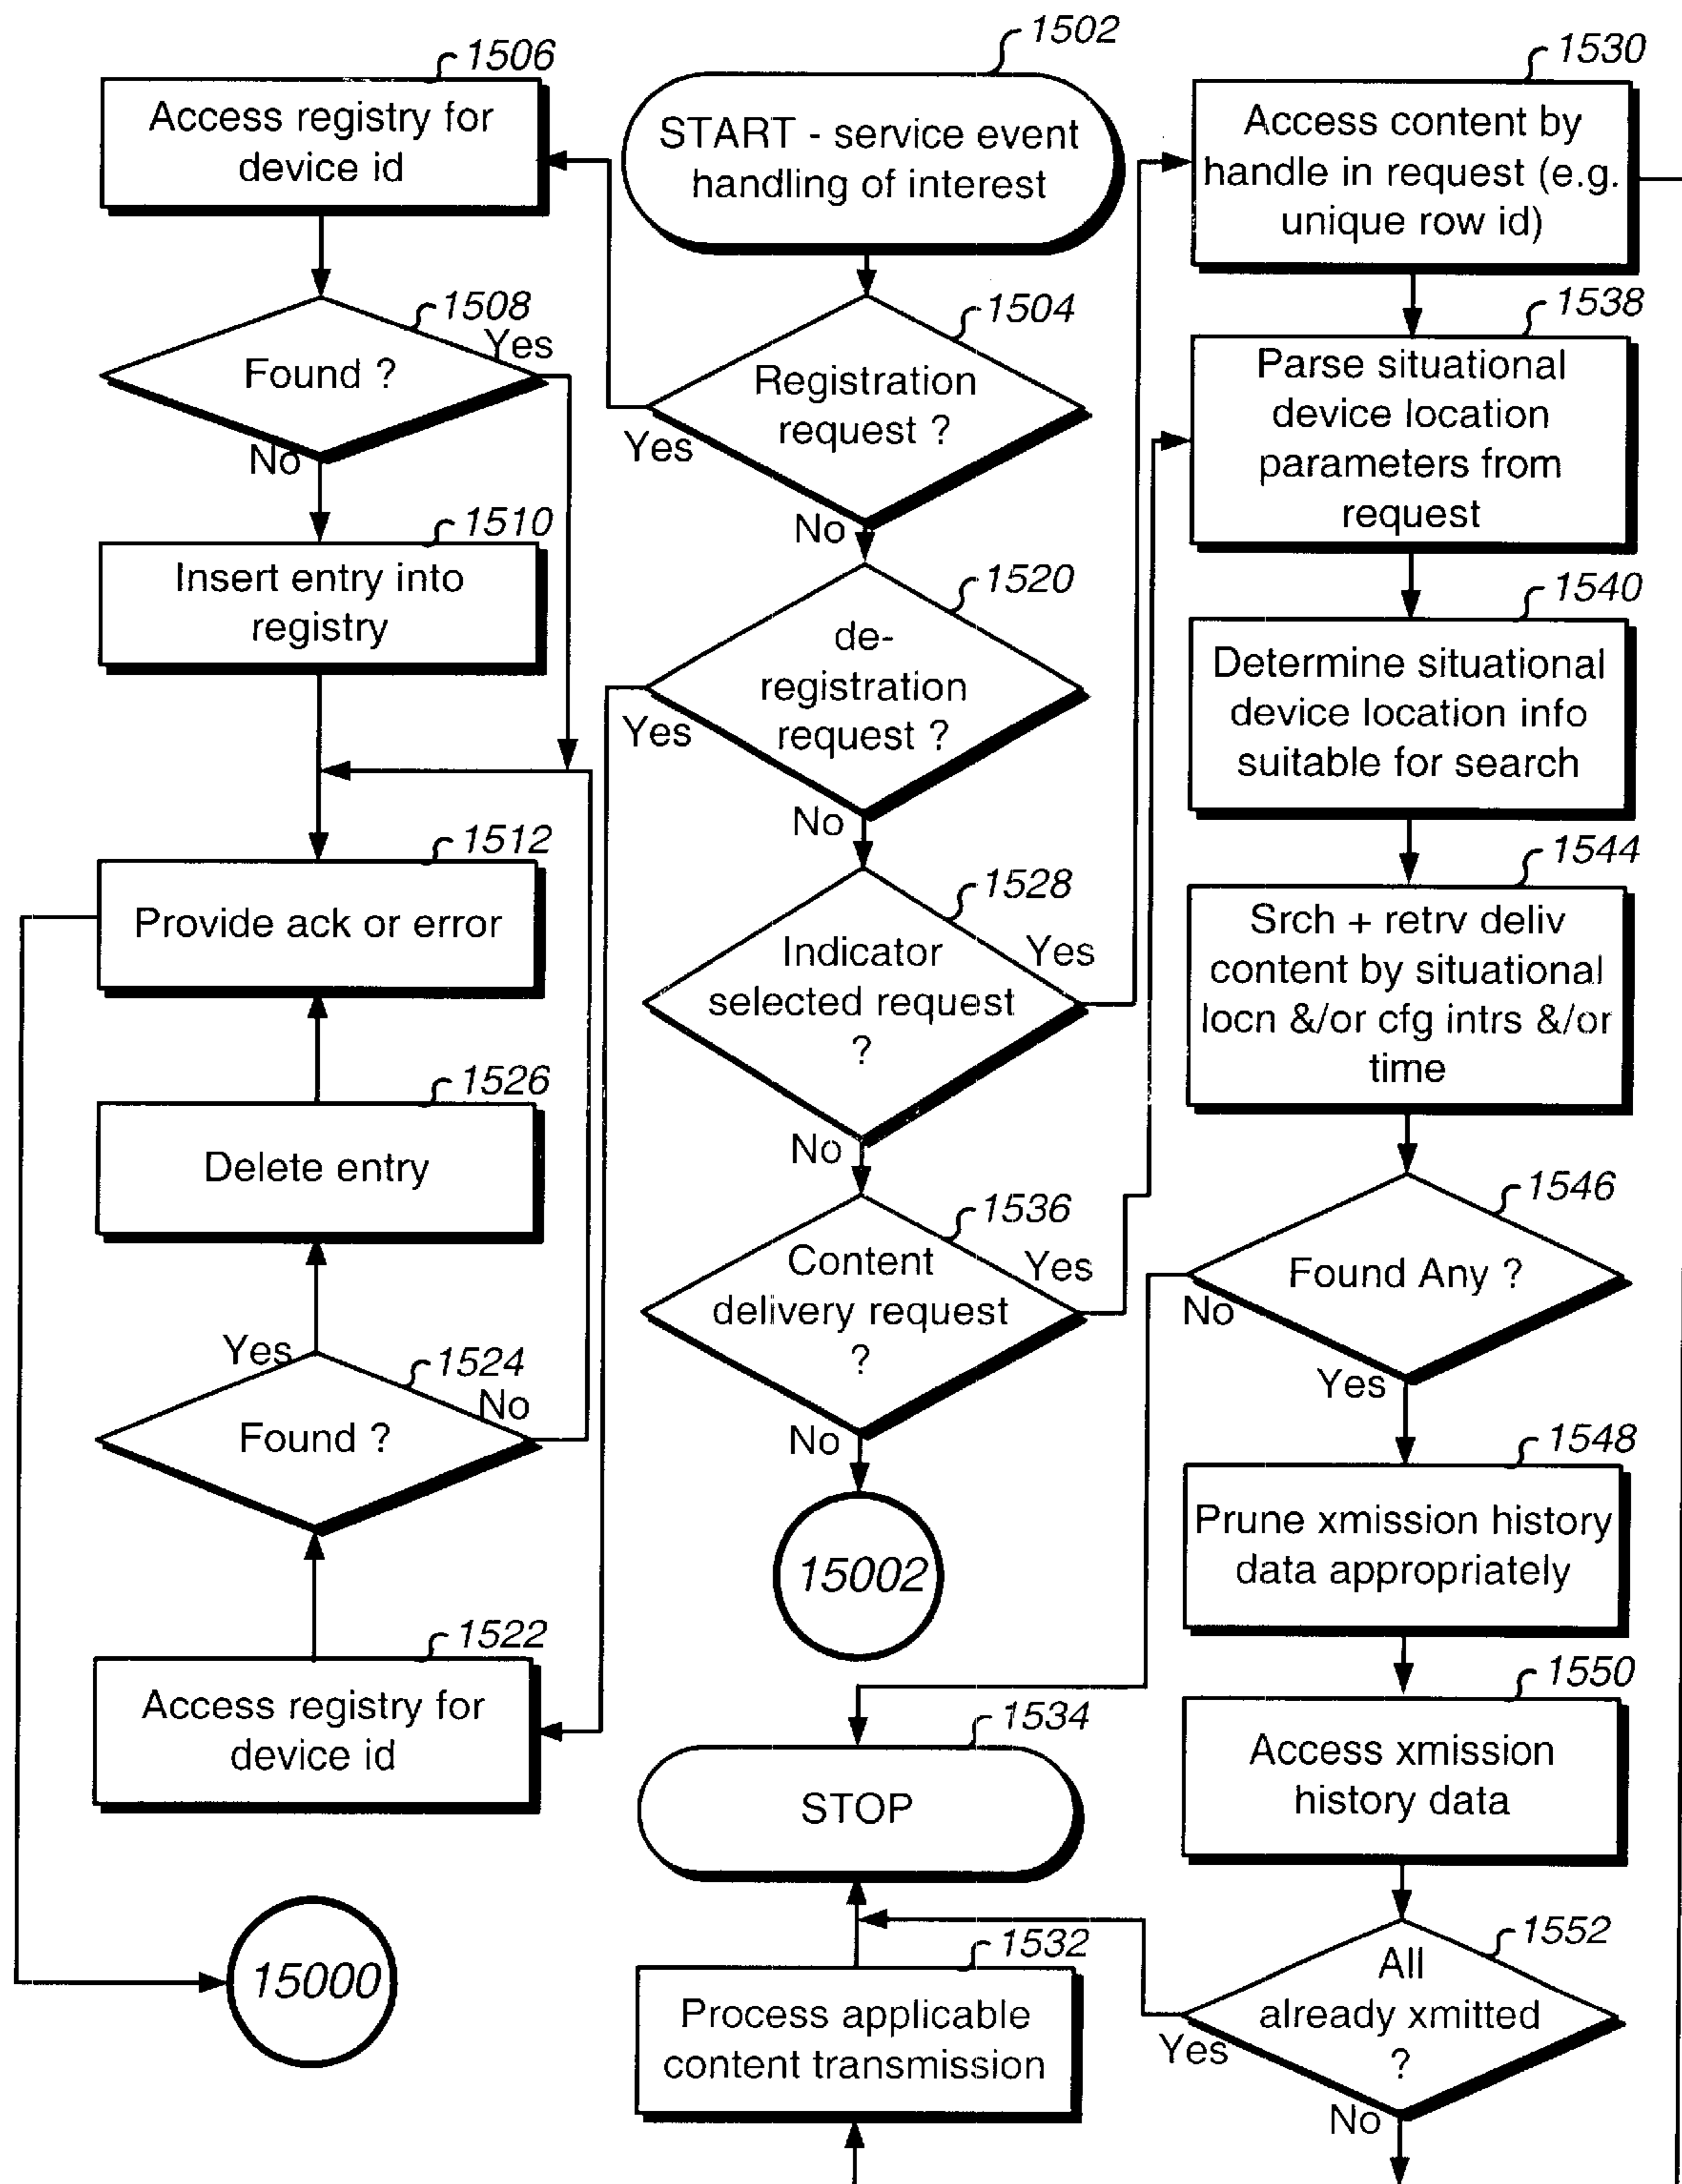 1506
Access registry for
device id
1508
Found ?
Yes
No
1510
Insert entry into
registry
1512
Provide ack or error
1526
Delete entry
Yes
1524
No
Found ?
1522
Access registry for
device id
15000
1502
START - service event
handling of interest
1504
Registration
request ?
Yes
No
1520
de-
registration
request ?
Yes
No
1528
Indicator
selected request
?
Yes
No
1536
Content
delivery request
?
Yes
No
15002
1534
STOP
1532
Process applicable
content transmission
1530
Access content by
handle in request (e.g.
unique row id)
1538
Parse situational
device location
parameters from
request
1540
Determine situational
device location info
suitable for search
1544
Srch + retrv deliv
content by situational
locn &/or cfg intrs &/or
time
1546
Found Any ?
No
Yes
1548
Prune xmission history
data appropriately
1550
Access xmission
history data
1552
All
already xmitted
?
Yes
No